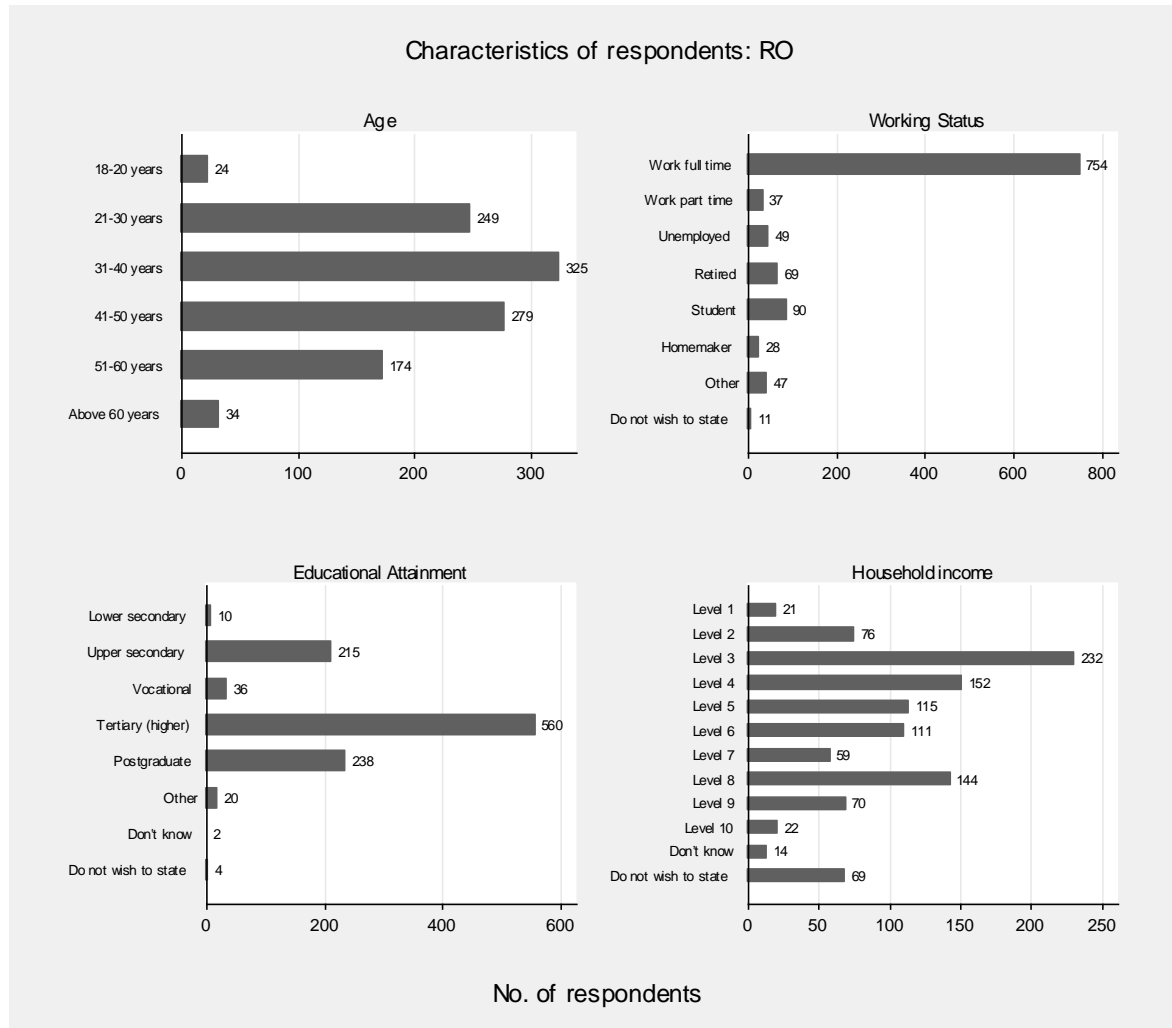 Characteristics of respondents: RO
Age
18-20 years 24
21-30 years 249
31-40 years 325
41-50 years 279
51-60 years 174
Above 60 years 34
0 100 200 300
Working Status
Work full time 754
Work part time 37
Unemployed 49
Retired 69
Student 90
Homemaker 28
Other 47
Do not wish to state 11
0 200 400 600 800
Educational Attainment
Lower secondary 10
Upper secondary 215
Vocational 36
Tertiary (higher) 560
Postgraduate 238
Other 20
Don't know 2
Do not wish to state 4
0 200 400 600
Household income
Level 1 21
Level 2 76
Level 3 232
Level 4 152
Level 5 115
Level 6 111
Level 7 59
Level 8 144
Level 9 70
Level 10 22
Don't know 14
Do not wish to state 69
0 50 100 150 200 250
No. of respondents